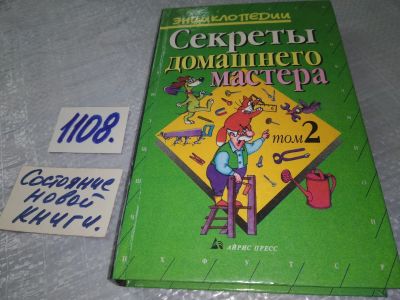 ЭНЦИКЛОПЕДИИ
Секреты
домашнего
мастера
том 2
АЙРИС ПРЕСС
П Х Ф У Т С Т
1108.
Состояние
новой
книги.